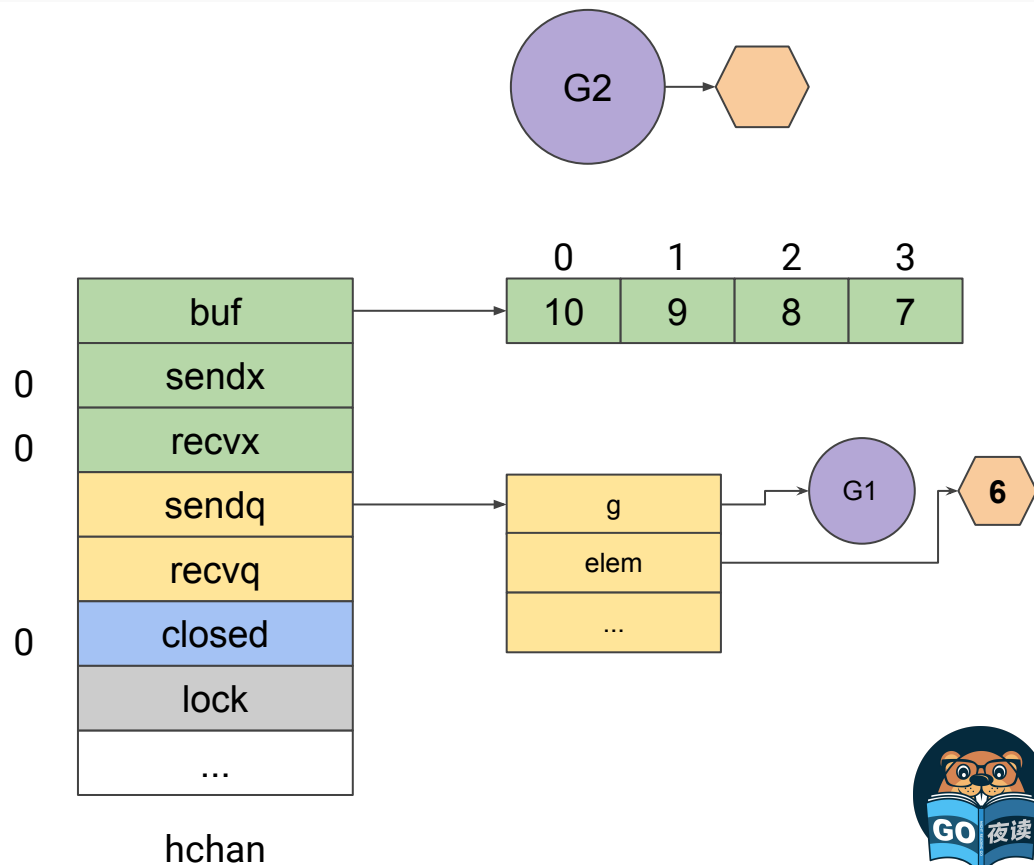 G2
0 1 2 3
buf 10 9 8 7
0 sendx
0 recvx
sendq g G1 6
recvq elem
0 closed ...
lock
...
hchan
GO 夜读